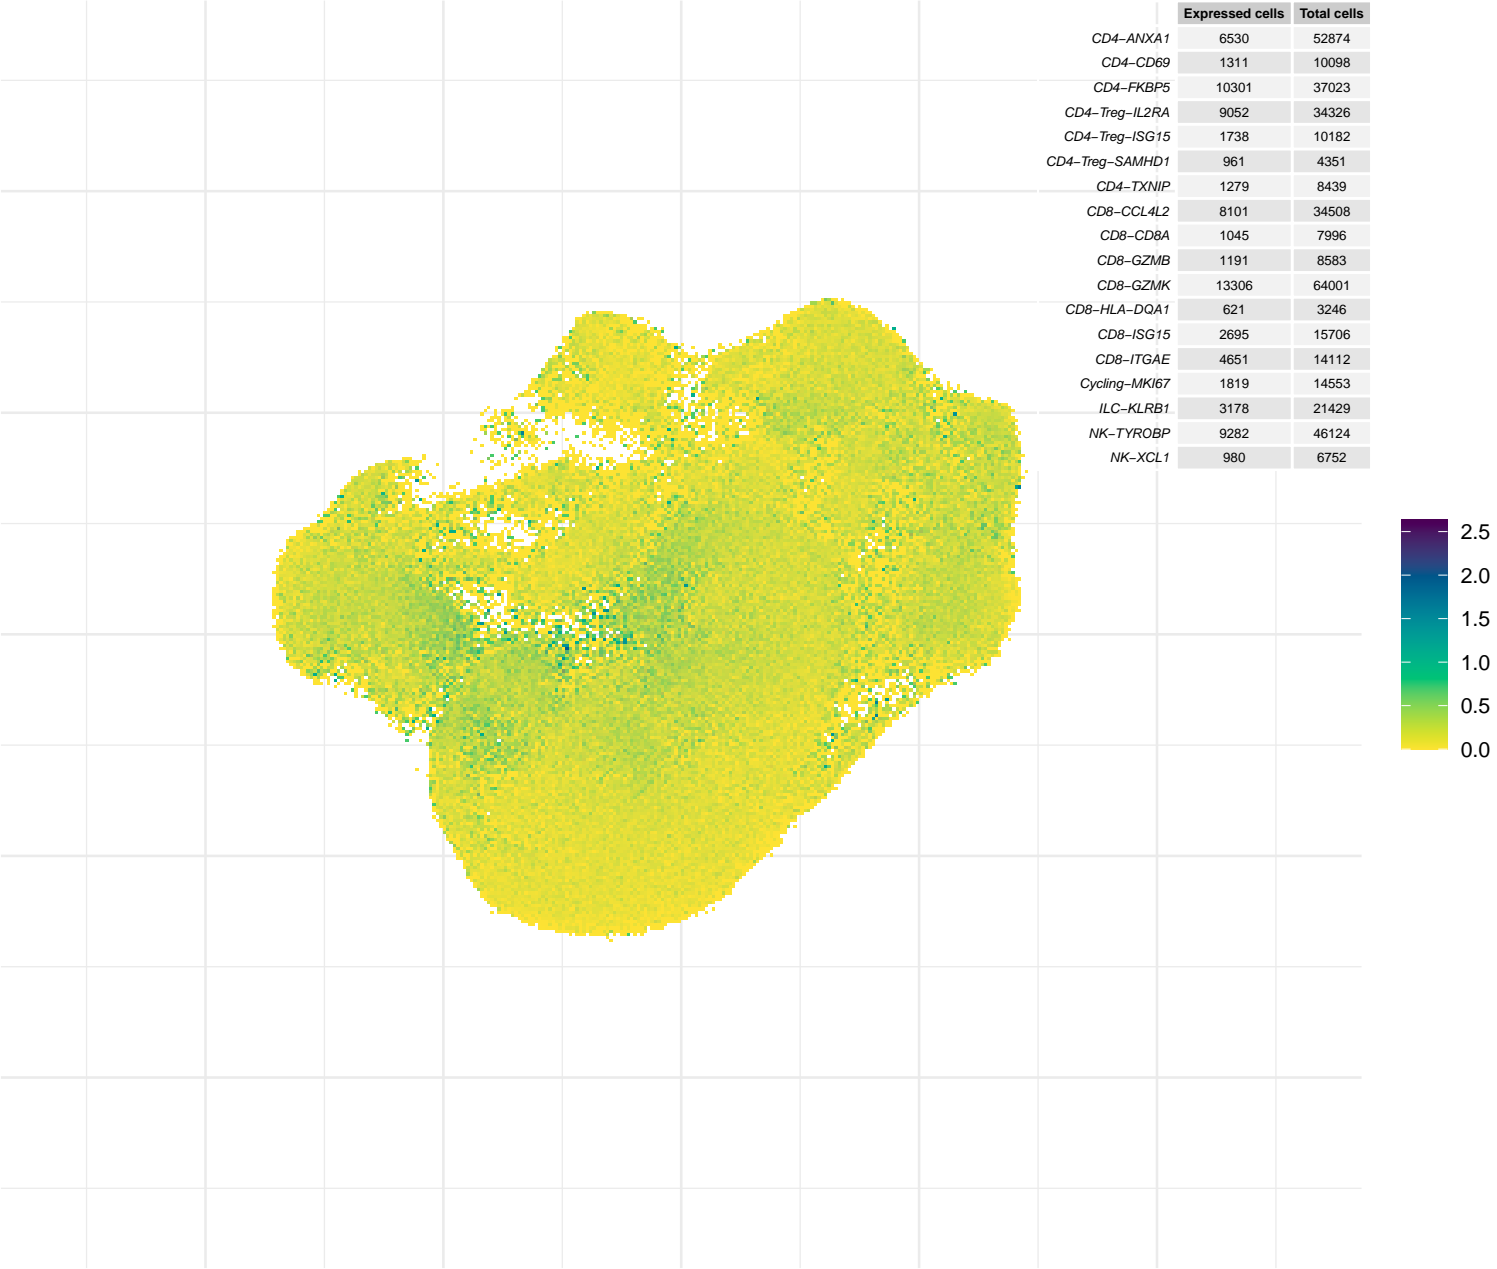 Expressed cells Total cells
CD4−ANXA1 6530 52874
CD4−CD69 1311 10098
CD4−FKBP5 10301 37023
CD4−Treg−IL2RA 9052 34326
CD4−Treg−ISG15 1738 10182
CD4−Treg−SAMHD1 961 4351
CD4−TXNIP 1279 8439
CD8−CCL4L2 8101 34508
CD8−CD8A 1045 7996
CD8−GZMB 1191 8583
CD8−GZMK 13306 64001
CD8−HLA−DQA1 621 3246
CD8−ISG15 2695 15706
CD8−ITGAE 4651 14112
Cycling−MKI67 1819 14553
ILC−KLRB1 3178 21429
NK−TYROBP 9282 46124
NK−XCL1 980 6752
2.5
2.0
1.5
1.0
0.5
0.0